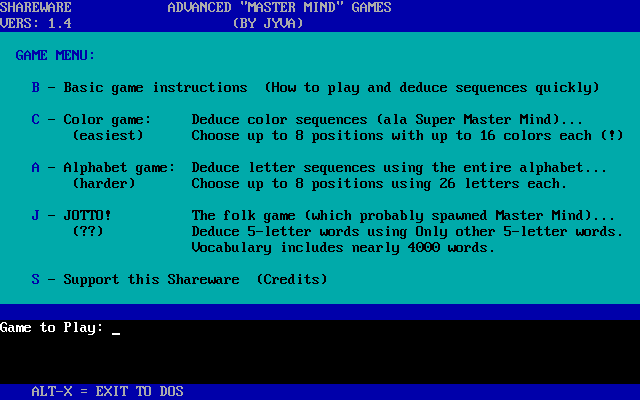 SHAREWARE ADVANCED "MASTER MIND" GAMES
VERS: 1.4 (BY JYVA)
GAME MENU:
B - Basic game instructions (How to play and deduce sequences quickly)
C - Color game: Deduce color sequences (ala Super Master Mind)...
(easiest) Choose up to 8 positions with up to 16 colors each (!)
A - Alphabet game: Deduce letter sequences using the entire alphabet...
(harder) Choose up to 8 positions using 26 letters each.
J - JOTTO! The folk game (which probably spawned Master Mind)...
(??) Deduce 5-letter words using Only other 5-letter words.
Vocabulary includes nearly 4000 words.
S - Support this Shareware (Credits)
Game to Play: _
ALT-X = EXIT TO DOS